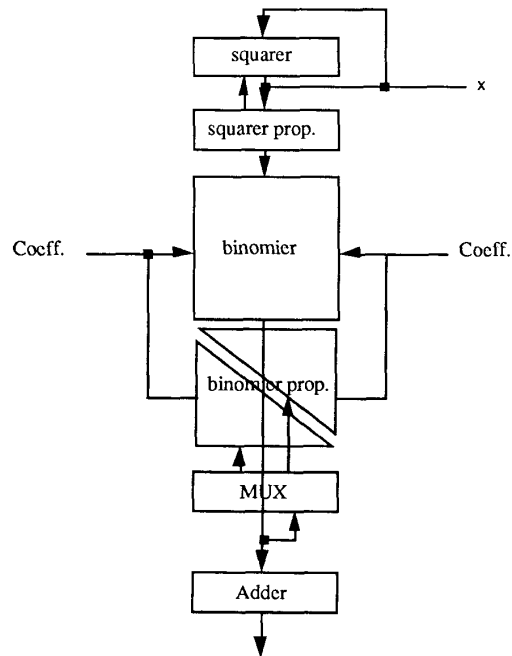 squarer
x
squarer prop.
Coeff.
binomier
Coeff.
binomier prop.
MUX
Adder